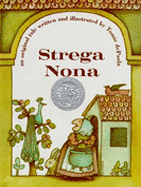 an original tale written and illustrated by Tomie dePaola
Strega
Nona